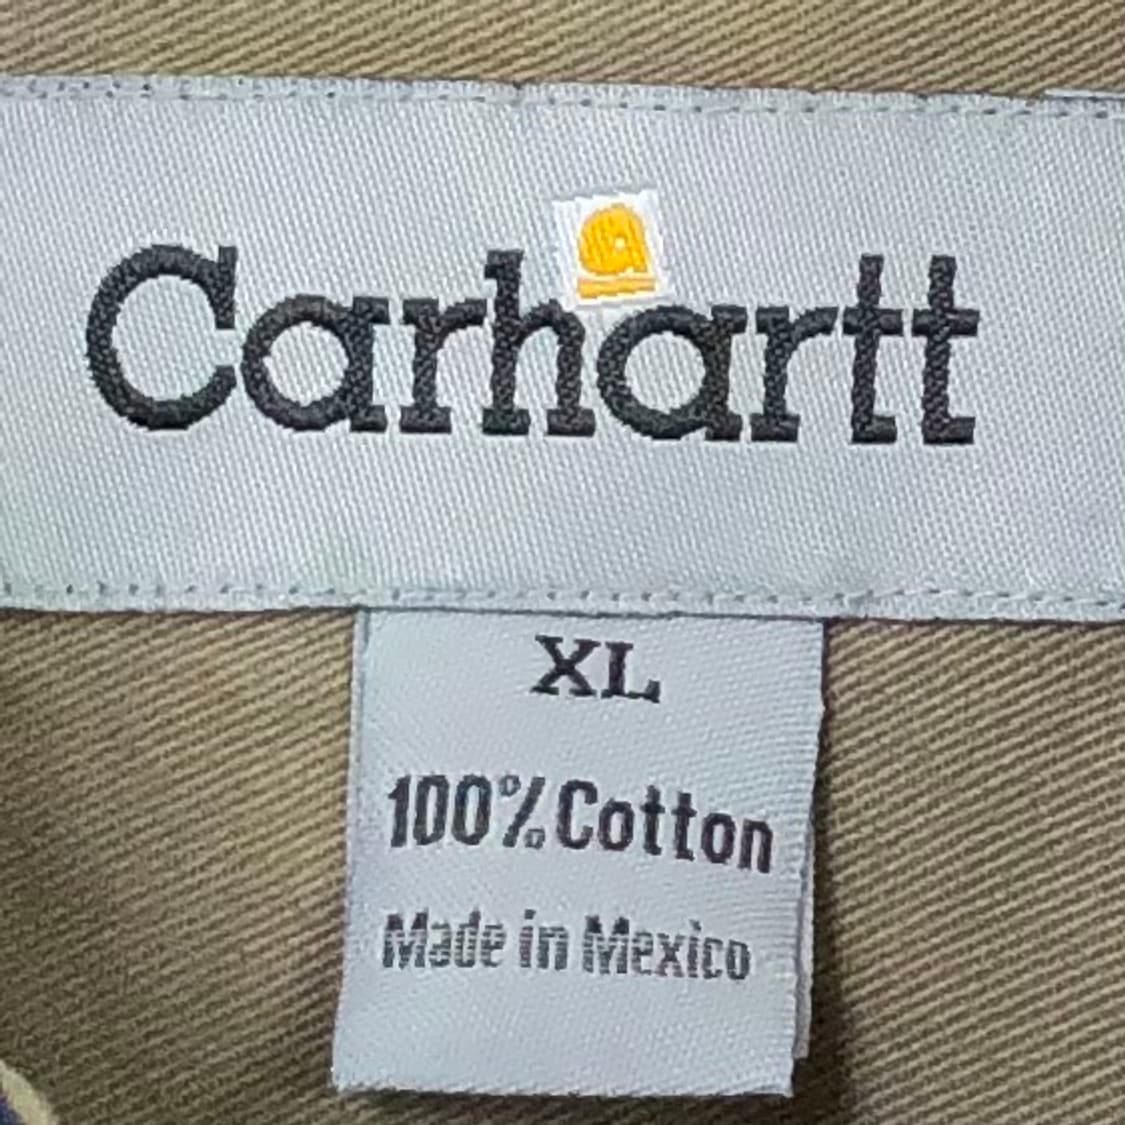 Carhartt
XL
100% Cotton
Made in Mexico